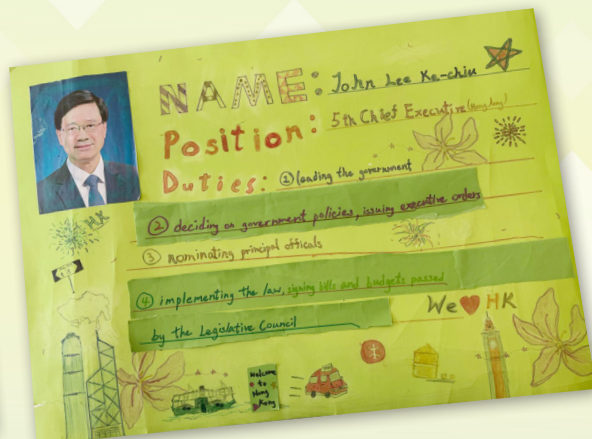 NAME: John Lee Ka-chiu
Position: 5th Chief Executive (Hong Kong)
Duties: ① leading the government
② deciding on government policies, issuing executive orders
③ nominating principal officals
④ implementing the law, signing bills and budgets passed
by the Legislative Council
HK
We ❤ HK
Welcome
to
Hong
Kong